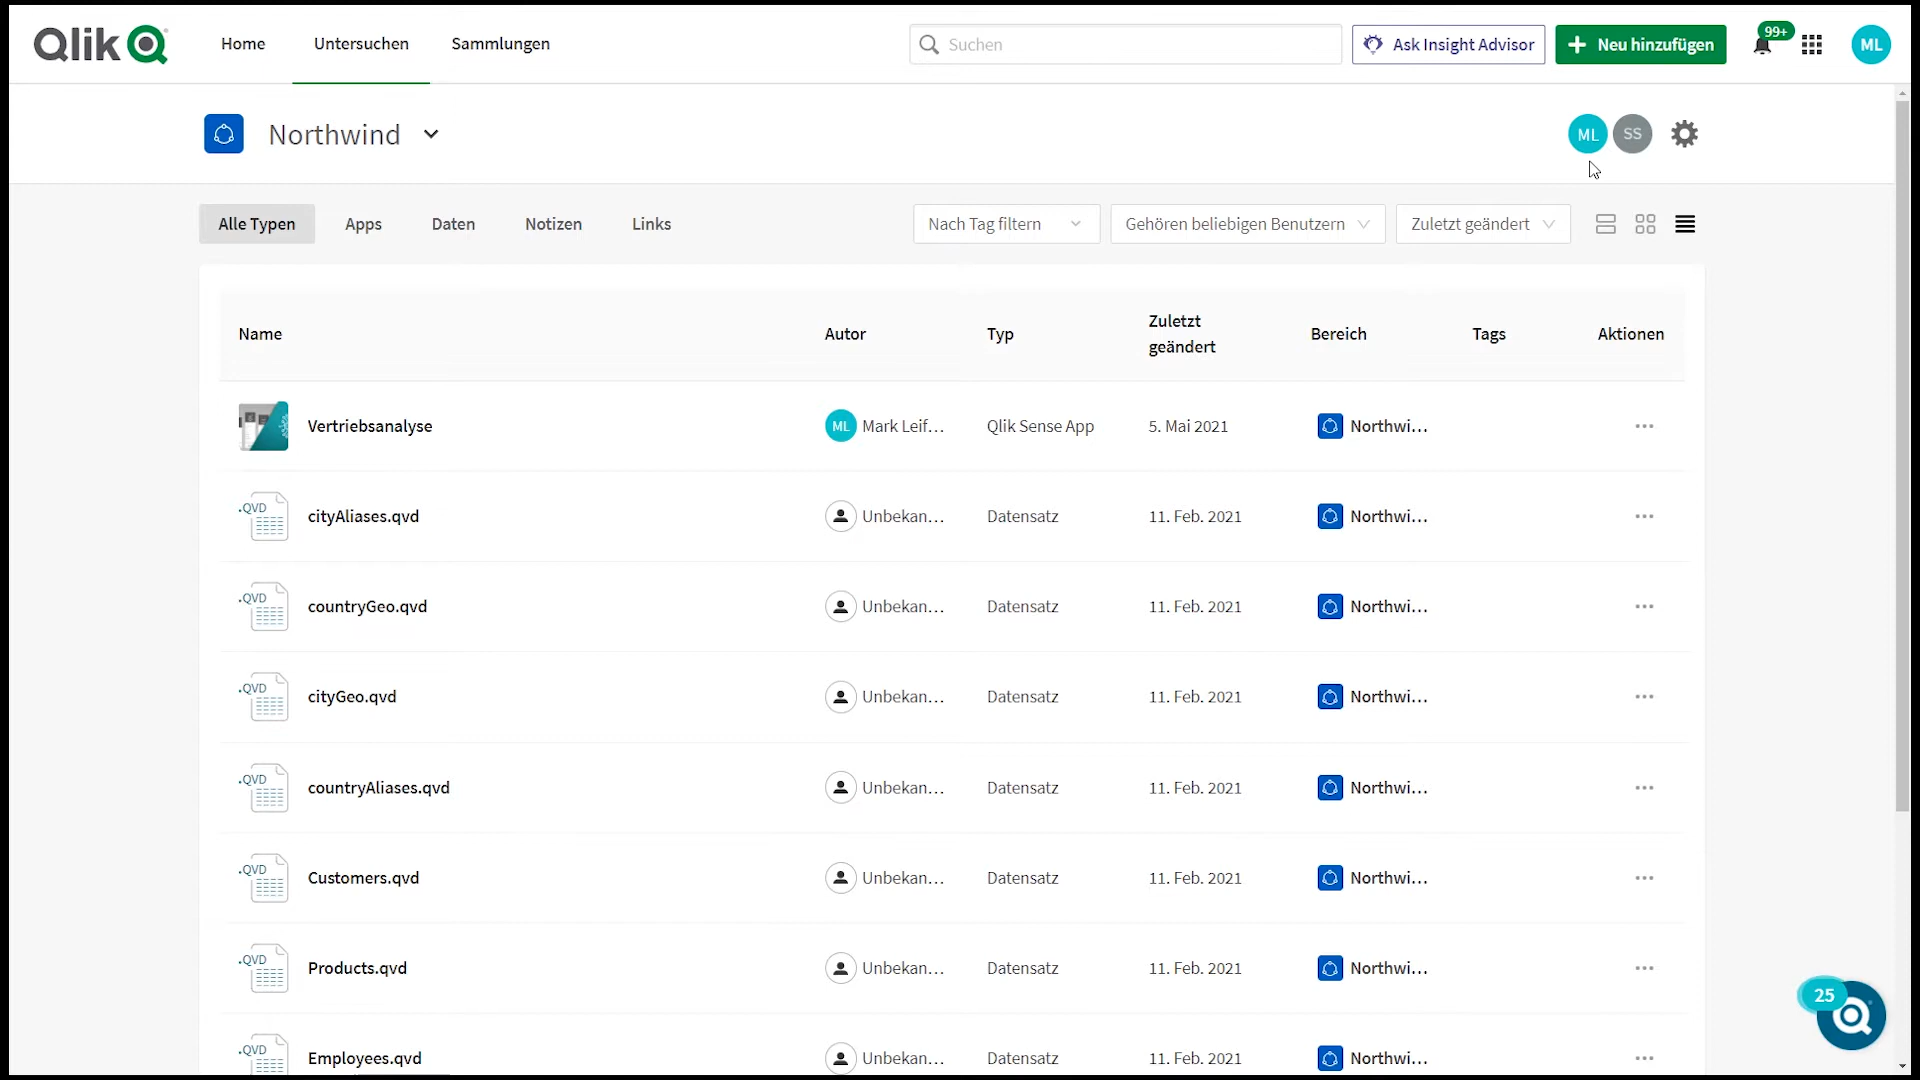 Qlik
Home
Untersuchen
Sammlungen
Suchen
Ask Insight Advisor
Neu hinzufügen
99+
ML
Northwind
ML
SS
Alle Typen
Apps
Daten
Notizen
Links
Nach Tag filtern
Gehören beliebigen Benutzern
Zuletzt geändert
Name
Autor
Typ
Zuletzt
geändert
Bereich
Tags
Aktionen
Vertriebsanalyse
ML
Mark Leif...
Qlik Sense App
5. Mai 2021
Northwi...
.QVD
cityAliases.qvd
Unbekan...
Datensatz
11. Feb. 2021
Northwi...
.QVD
countryGeo.qvd
Unbekan...
Datensatz
11. Feb. 2021
Northwi...
.QVD
cityGeo.qvd
Unbekan...
Datensatz
11. Feb. 2021
Northwi...
.QVD
countryAliases.qvd
Unbekan...
Datensatz
11. Feb. 2021
Northwi...
.QVD
Customers.qvd
Unbekan...
Datensatz
11. Feb. 2021
Northwi...
.QVD
Products.qvd
Unbekan...
Datensatz
11. Feb. 2021
Northwi...
25
.QVD
Employees.qvd
Unbekan...
Datensatz
11. Feb. 2021
Northwi...